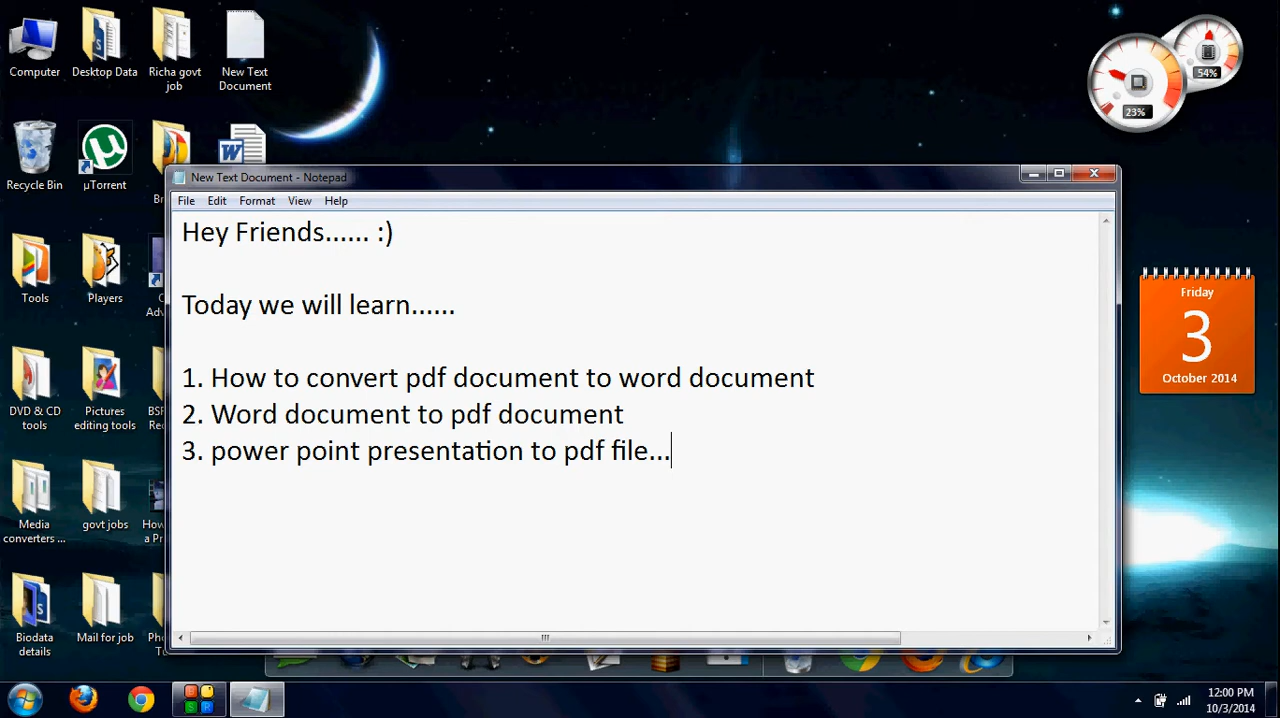 Computer
Desktop Data
Richa govt
job
New Text
Document
54%
23%
Recycle Bin
µTorrent
New Text Document - Notepad
File Edit Format View Help
Hey Friends...... :)
Today we will learn......
1. How to convert pdf document to word document
2. Word document to pdf document
3. power point presentation to pdf file...
Tools
Players
Friday
3
October 2014
DVD & CD
tools
Pictures
editing tools
Media
converters ...
govt jobs
Biodata
details
Mail for job
12:00 PM
10/3/2014